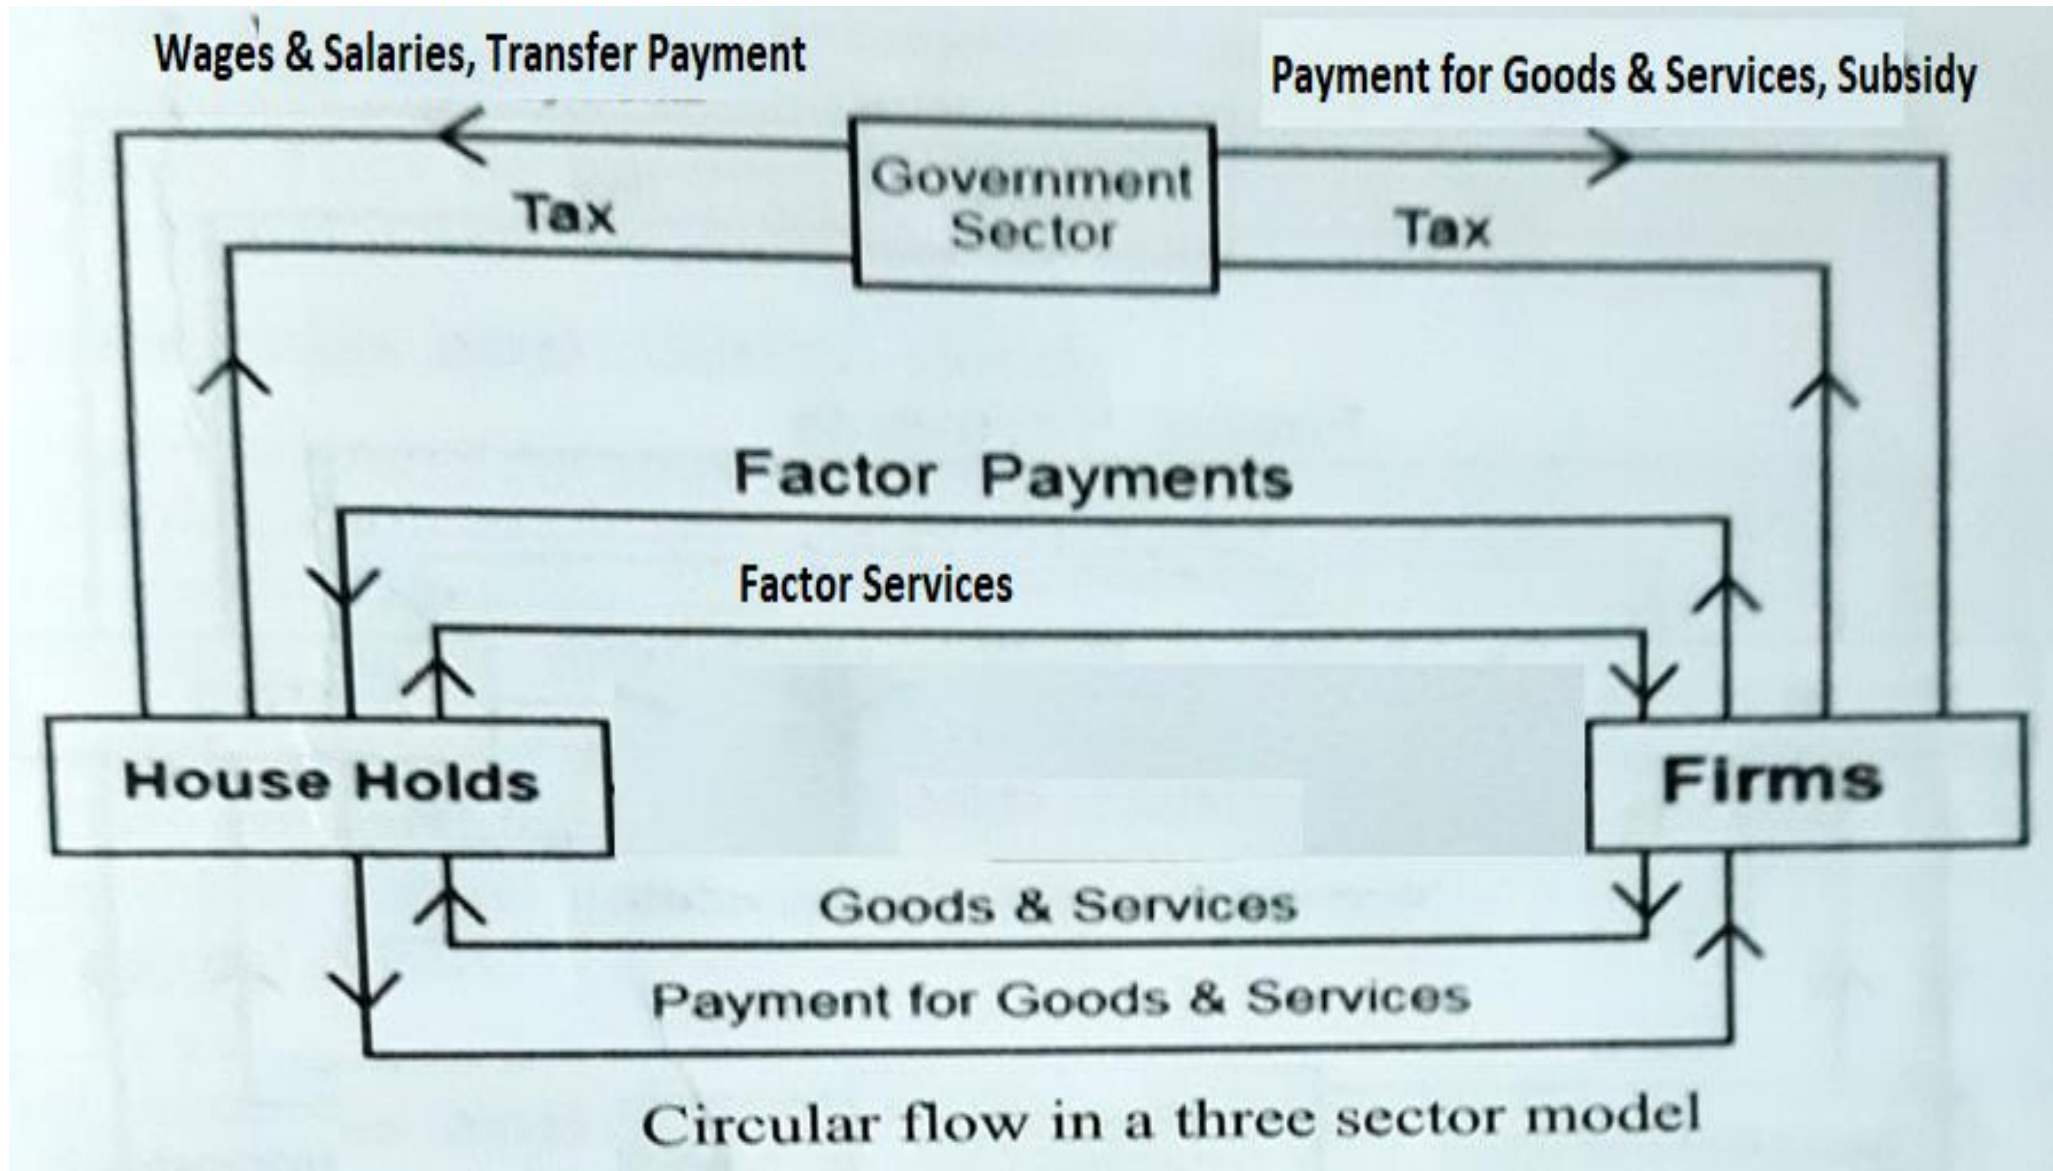 Wages & Salaries, Transfer Payment
Payment for Goods & Services, Subsidy
Government
Sector
Tax
Tax
Factor Payments
Factor Services
House Holds
Firms
Goods & Services
Payment for Goods & Services
Circular flow in a three sector model